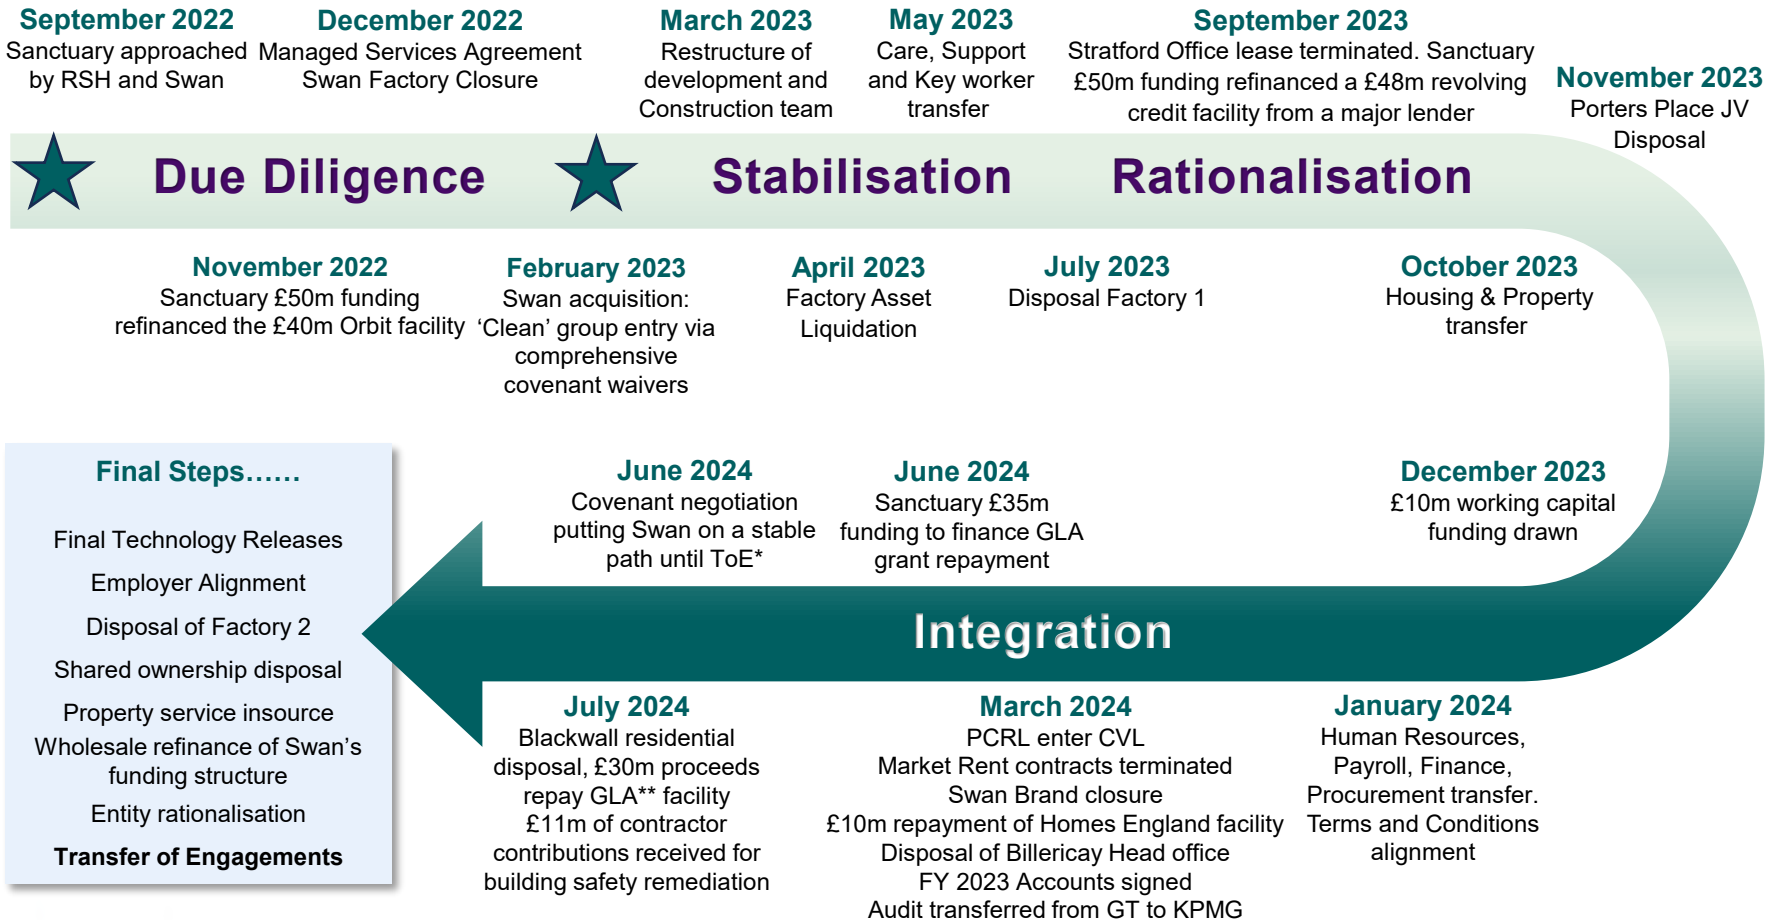 September 2022
Sanctuary approached
by RSH and Swan
December 2022
Managed Services Agreement
Swan Factory Closure
March 2023
Restructure of
development and
Construction team
May 2023
Care, Support
and Key worker
transfer
September 2023
Stratford Office lease terminated. Sanctuary
£50m funding refinanced a £48m revolving
credit facility from a major lender
November 2023
Porters Place JV
Disposal
Due Diligence
Stabilisation
Rationalisation
November 2022
Sanctuary £50m funding
refinanced the £40m Orbit facility
February 2023
Swan acquisition:
‘Clean’ group entry via
comprehensive
covenant waivers
April 2023
Factory Asset
Liquidation
July 2023
Disposal Factory 1
October 2023
Housing & Property
transfer
December 2023
£10m working capital
funding drawn
June 2024
Sanctuary £35m
funding to finance GLA
grant repayment
June 2024
Covenant negotiation
putting Swan on a stable
path until ToE*
Integration
January 2024
Human Resources,
Payroll, Finance,
Procurement transfer.
Terms and Conditions
alignment
March 2024
PCRL enter CVL
Market Rent contracts terminated
Swan Brand closure
£10m repayment of Homes England facility
Disposal of Billericay Head office
FY 2023 Accounts signed
Audit transferred from GT to KPMG
July 2024
Blackwall residential
disposal, £30m proceeds
repay GLA** facility
£11m of contractor
contributions received for
building safety remediation
Final Steps……
Final Technology Releases
Employer Alignment
Disposal of Factory 2
Shared ownership disposal
Property service insource
Wholesale refinance of Swan’s
funding structure
Entity rationalisation
Transfer of Engagements